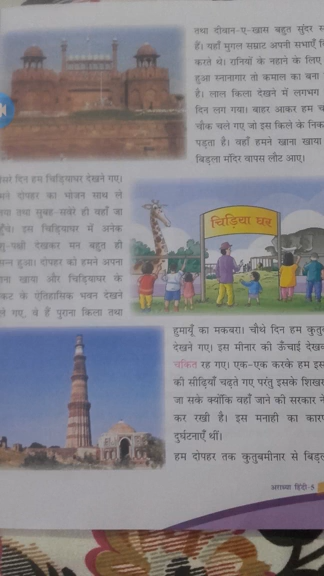 तथा दीवान-ए-खास बहुत सुंदर
हैं। यहाँ मुगल सम्राट अपनी सभाएँ
करते थे। रानियों के नहाने के लिए
हुआ स्नानागार तो कमाल का बना
है। लाल किला देखने में लगभग
दिन लग गया। बाहर आकर हम
चौक चले गए जो इस किले के
पड़ता है। वहाँ हमने खाना खाया
बिड़ला मंदिर वापस लौट आए।
दिन हम चिड़ियाघर देखने गए।
दोपहर का भोजन साथ ले
तथा सुबह सवेरे ही वहाँ जा
इस चिड़ियाघर में अनेक
देखकर मन बहुत ही
हुआ। दोपहर को हमने अपना
खाया और चिड़ियाघर के
के ऐतिहासिक भवन देखने
गए, वे हैं पुराना किला तथा
चिड़िया घर
हुमायूँ का मकबरा। चौथे दिन हम
देखने गए। इस मीनार की ऊँचाई
चकित रह गए। एक-एक करके हम
की सीढ़ियाँ चढ़ते गए परंतु इसके
जा सके क्योंकि वहाँ जाने की सरकार
कर रखी है। इस मनाही का
दुर्घटनाएँ थीं।
हम दोपहर तक कुतुबमीनार से
हिंदी-5